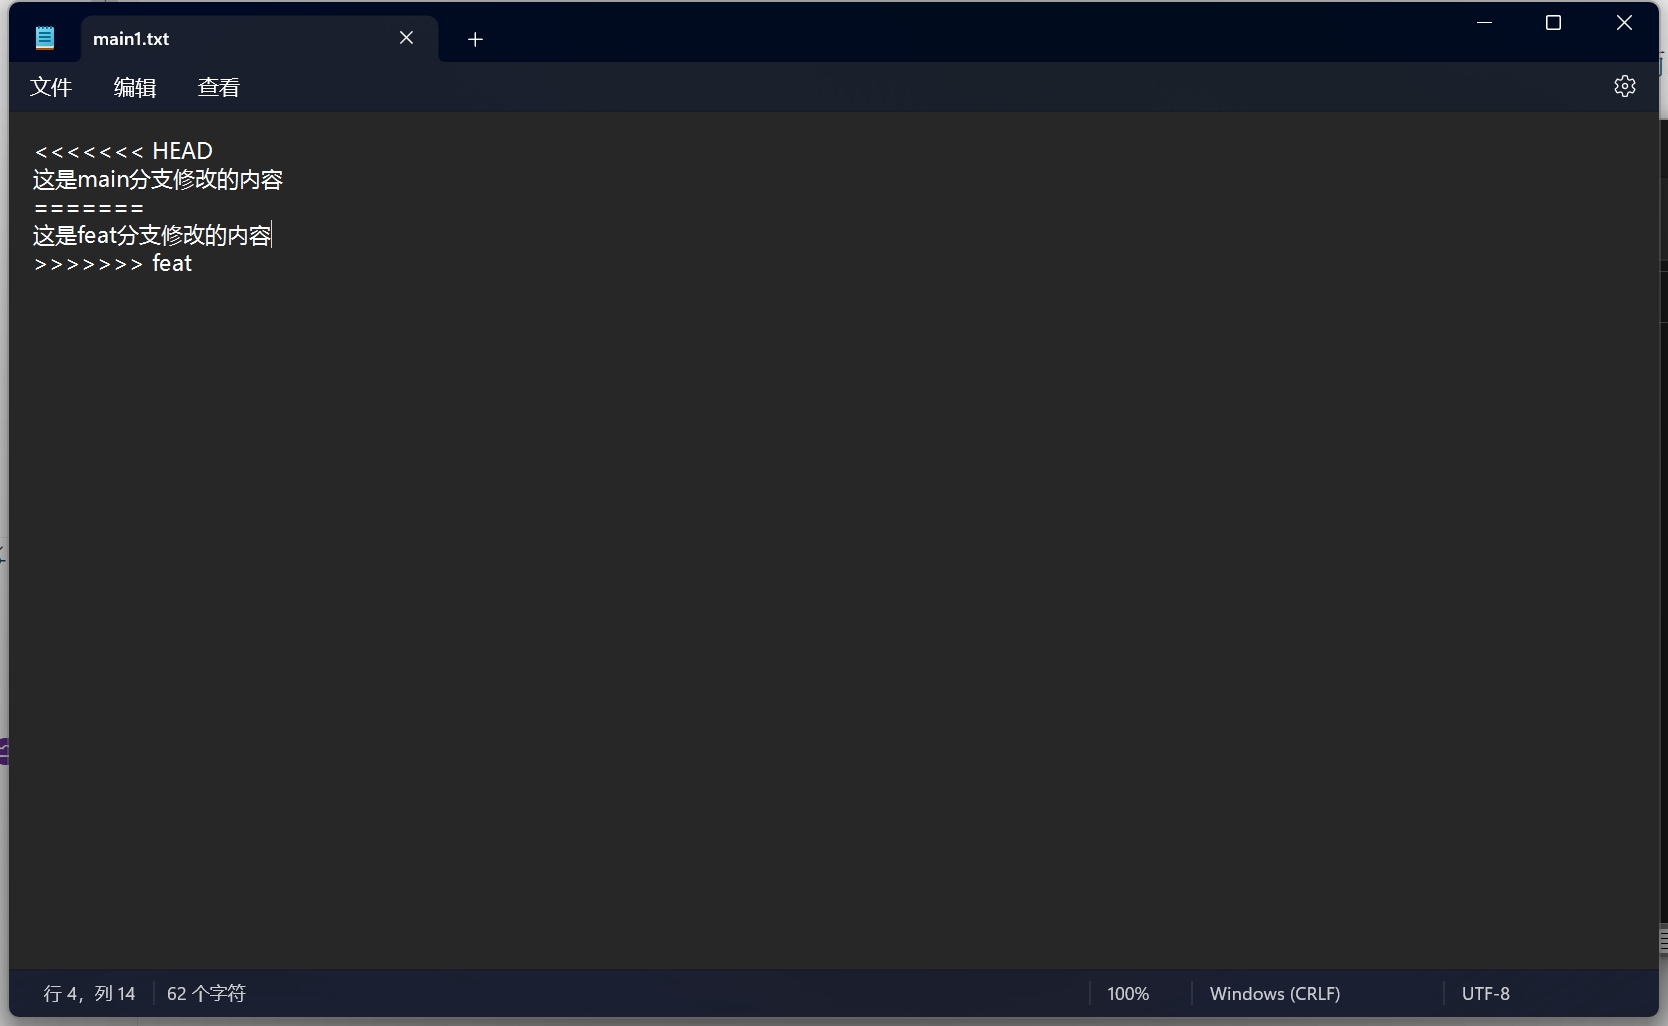 main1.txt
文件 编辑 查看
<<<<<<< HEAD
这是main分支修改的内容
=======
这是feat分支修改的内容
>>>>>>> feat
行 4，列 14 62 个字符 100% Windows (CRLF) UTF-8